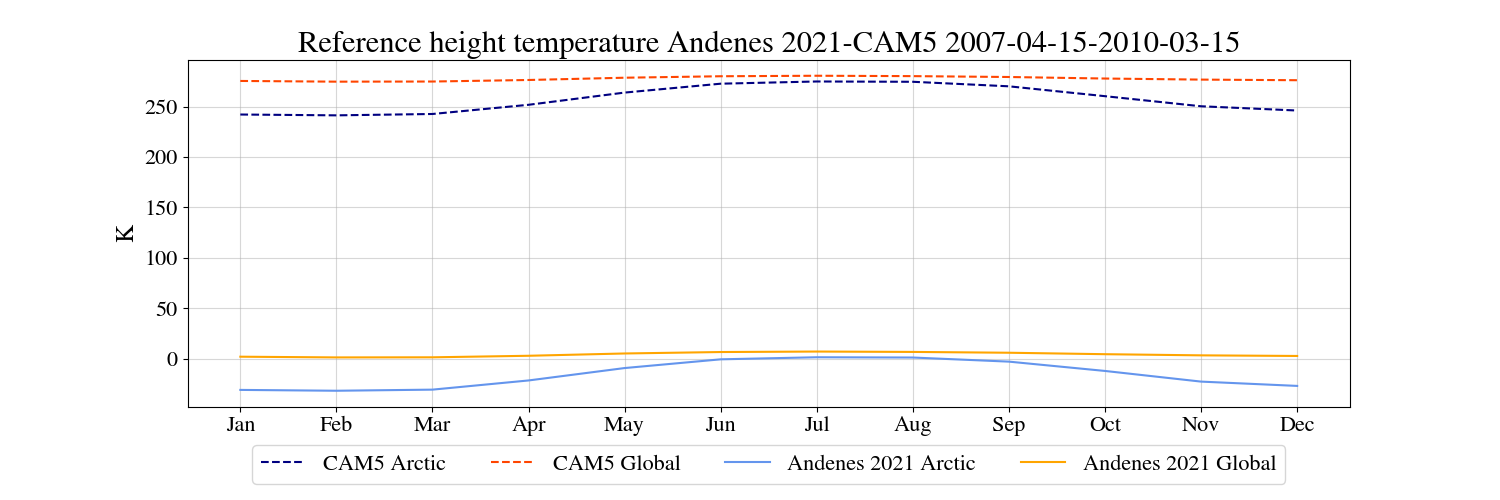 Reference height temperature Andenes 2021-CAM5 2007-04-15-2010-03-15
K
250
200
150
100
50
0
Jan Feb Mar Apr May Jun Jul Aug Sep Oct Nov Dec
CAM5 Arctic CAM5 Global Andenes 2021 Arctic Andenes 2021 Global